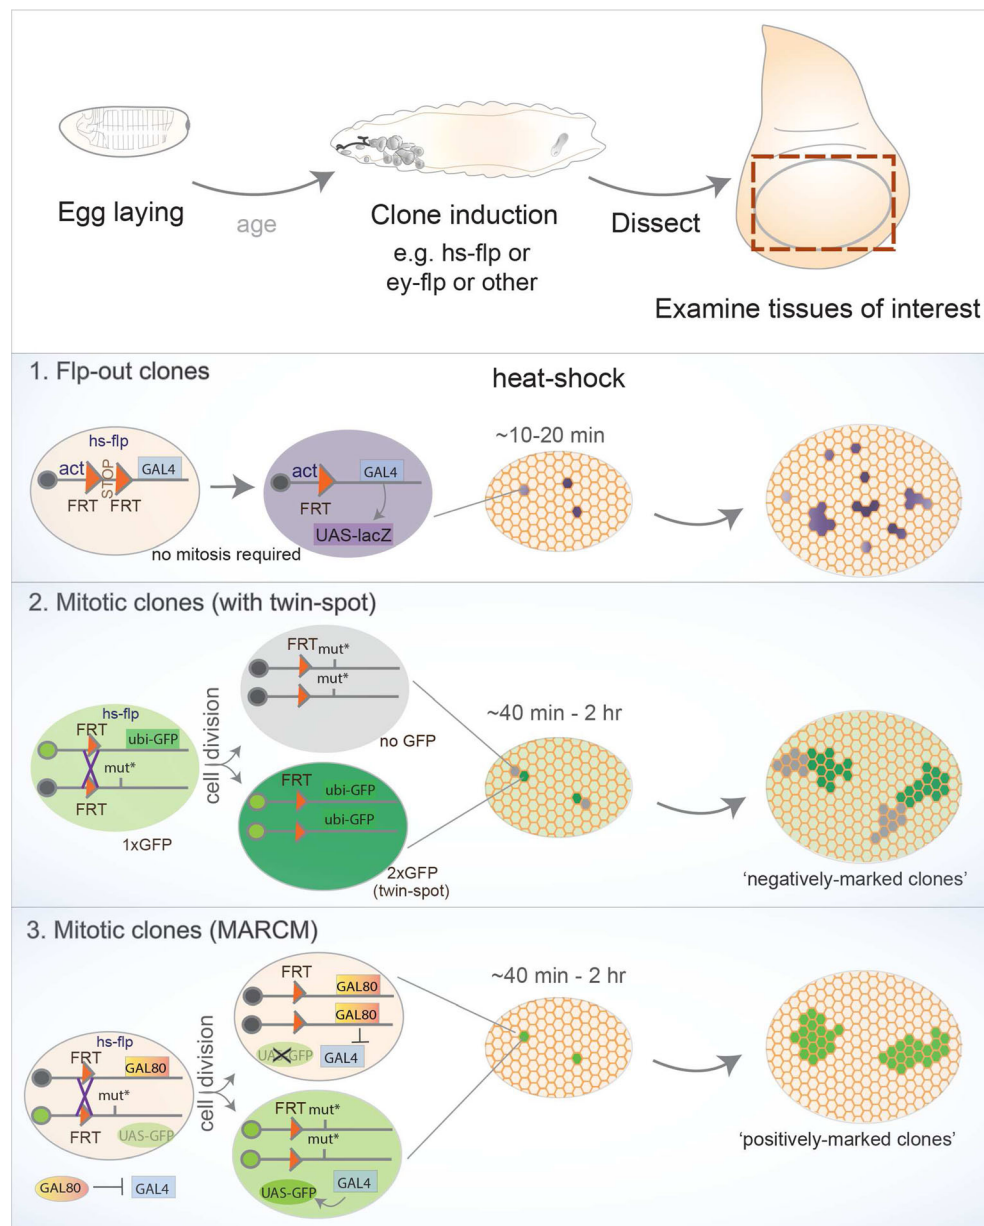 Egg laying
age
Clone induction
e.g. hs-flp or
ey-flp or other
Dissect
Examine tissues of interest
1. Flp-out clones
heat-shock
hs-flp
act
STOP
GAL4
FRT
FRT
no mitosis required
act
GAL4
FRT
UAS-lacZ
~10-20 min
2. Mitotic clones (with twin-spot)
hs-flp
FRT
ubi-GFP
mut*
FRT
1xGFP
cell division
FRT
mut*
mut*
no GFP
FRT
ubi-GFP
ubi-GFP
2xGFP
(twin-spot)
~40 min - 2 hr
'negatively-marked clones'
3. Mitotic clones (MARCM)
hs-flp
FRT
GAL80
mut*
FRT
UAS-GFP
GAL80
GAL4
cell division
FRT
GAL80
GAL80
UAS-GFP
GAL4
FRT
mut*
mut*
UAS-GFP
GAL4
~40 min - 2 hr
'positively-marked clones'